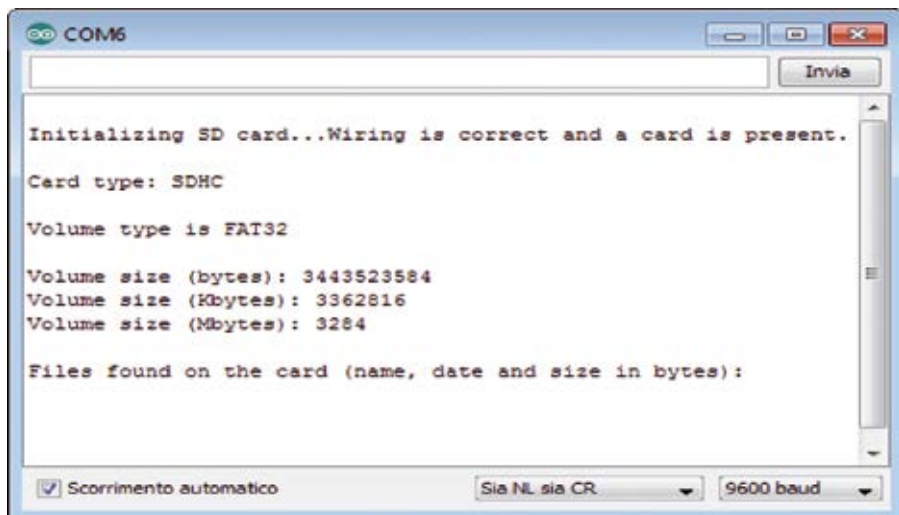 COM6
Invia
Initializing SD card...Wiring is correct and a card is present.
Card type: SDHC
Volume type is FAT32
Volume size (bytes): 3443523584
Volume size (Kbytes): 3362816
Volume size (Mbytes): 3284
Files found on the card (name, date and size in bytes):
Scorrimento automatico Sia NL sia CR 9600 baud